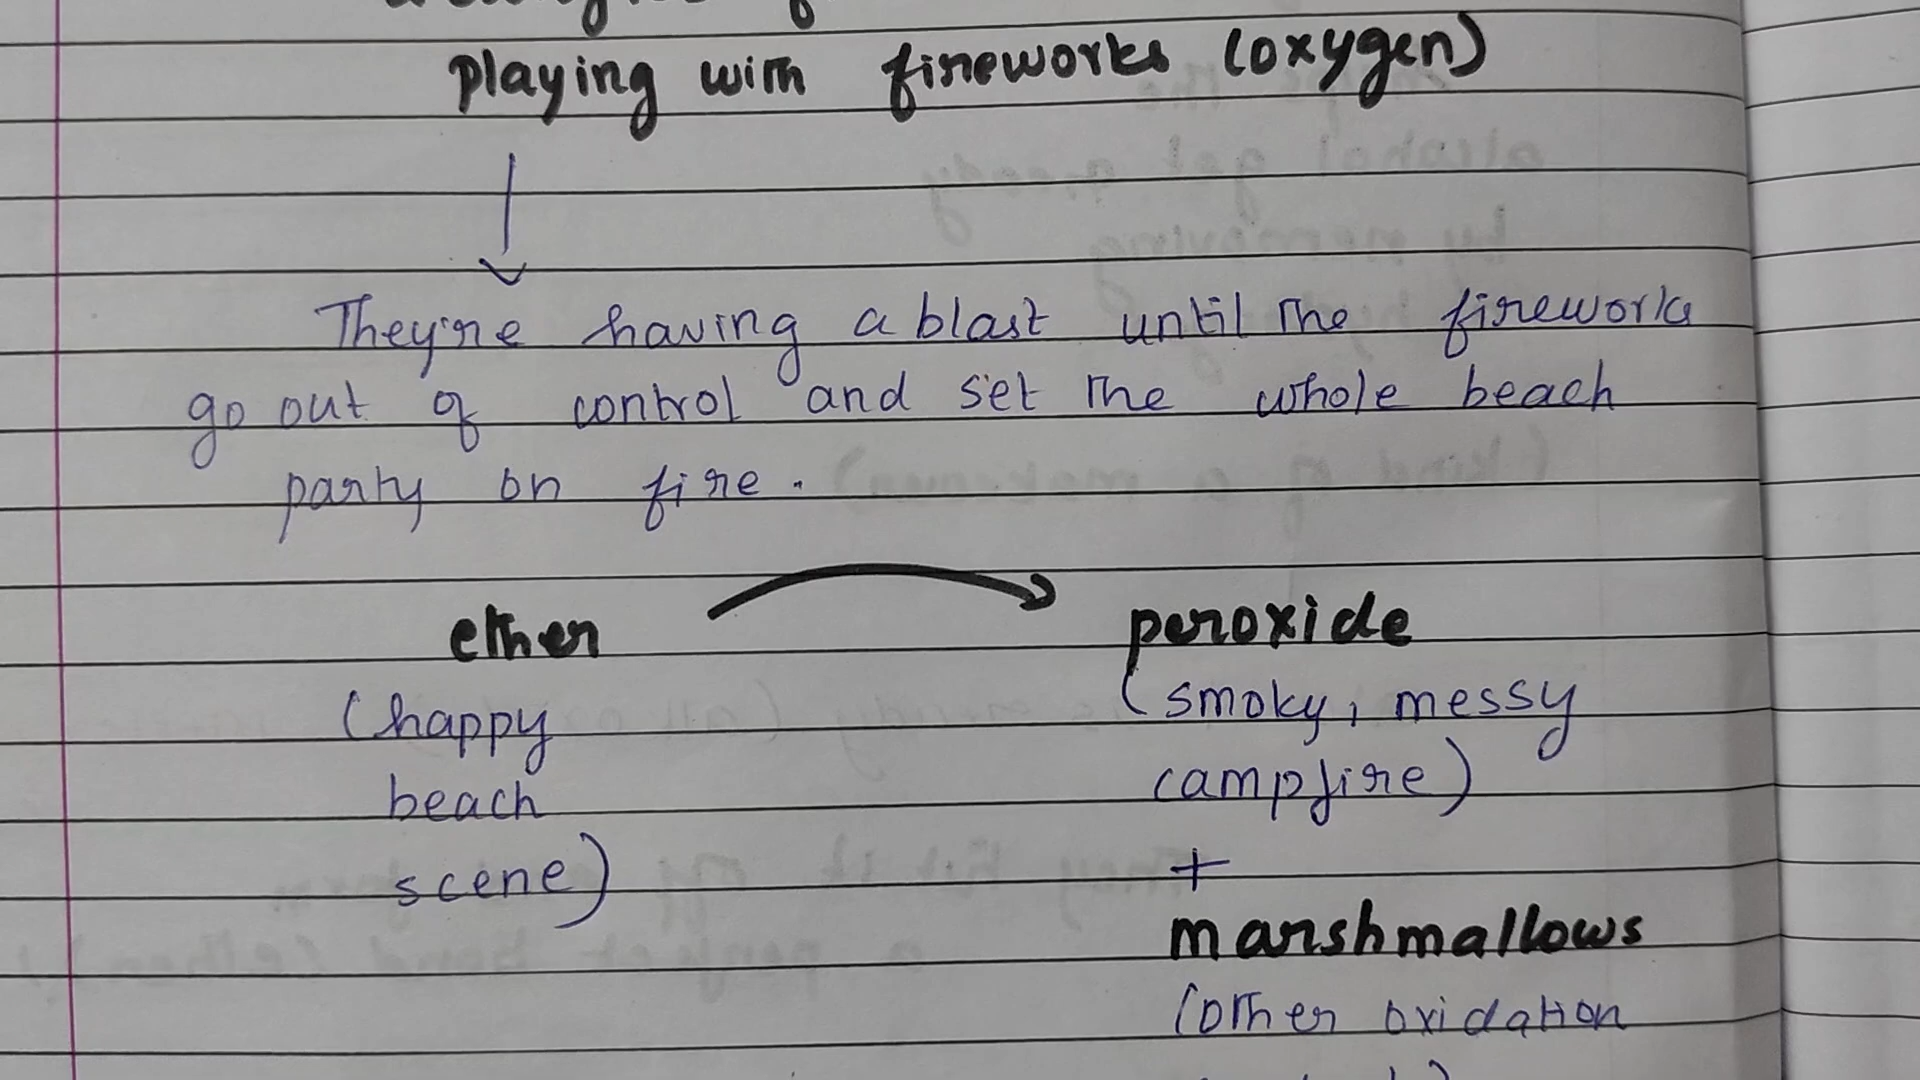 playing with fireworks (oxygen)
They're having a blast until the fireworks
go out of control and set the whole beach
party on fire.
ether peroxide
(happy (smoky, messy
beach campfire)
scene) +
marshmallows
(other oxidation